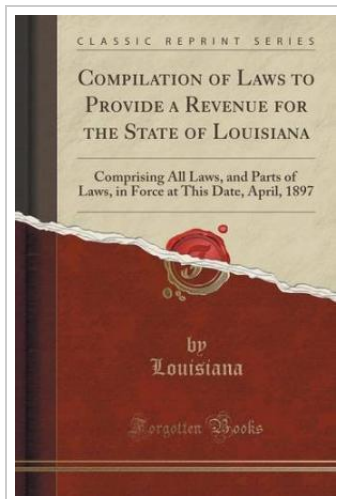 CLASSIC REPRINT SERIES
COMPILATION OF LAWS TO
PROVIDE A REVENUE FOR
THE STATE OF LOUISIANA
Comprising All Laws, and Parts of
Laws, in Force at This Date, April, 1897
by
Louisiana
Forgotten Books